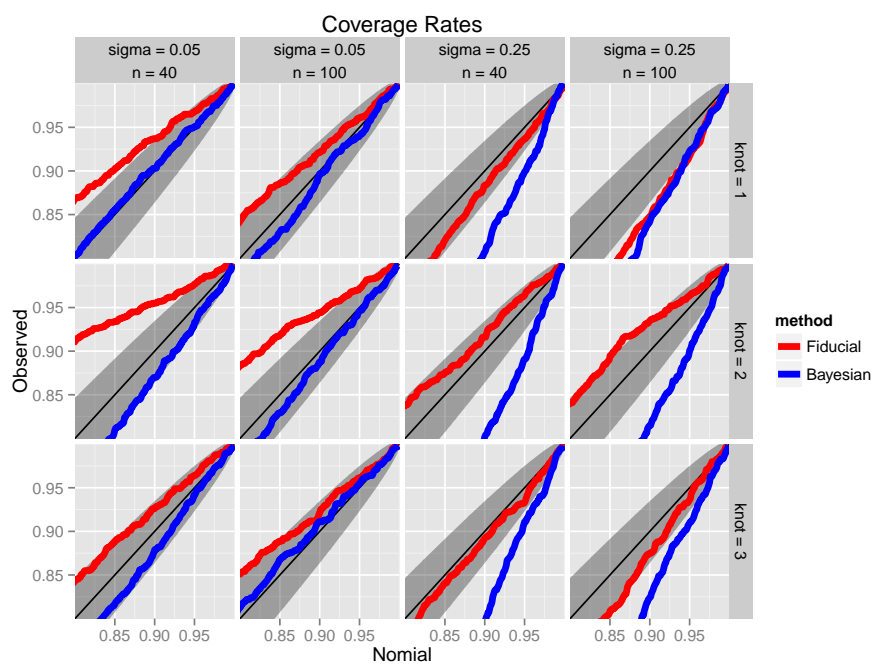 Coverage Rates
sigma = 0.05
n = 40
sigma = 0.05
n = 100
sigma = 0.25
n = 40
sigma = 0.25
n = 100
0.95
0.90
0.85
knot = 1
0.95
0.90
0.85
knot = 2
0.95
0.90
0.85
knot = 3
Observed
0.85 0.90 0.95
0.85 0.90 0.95
0.85 0.90 0.95
0.85 0.90 0.95
Nomial
method
Fiducial
Bayesian